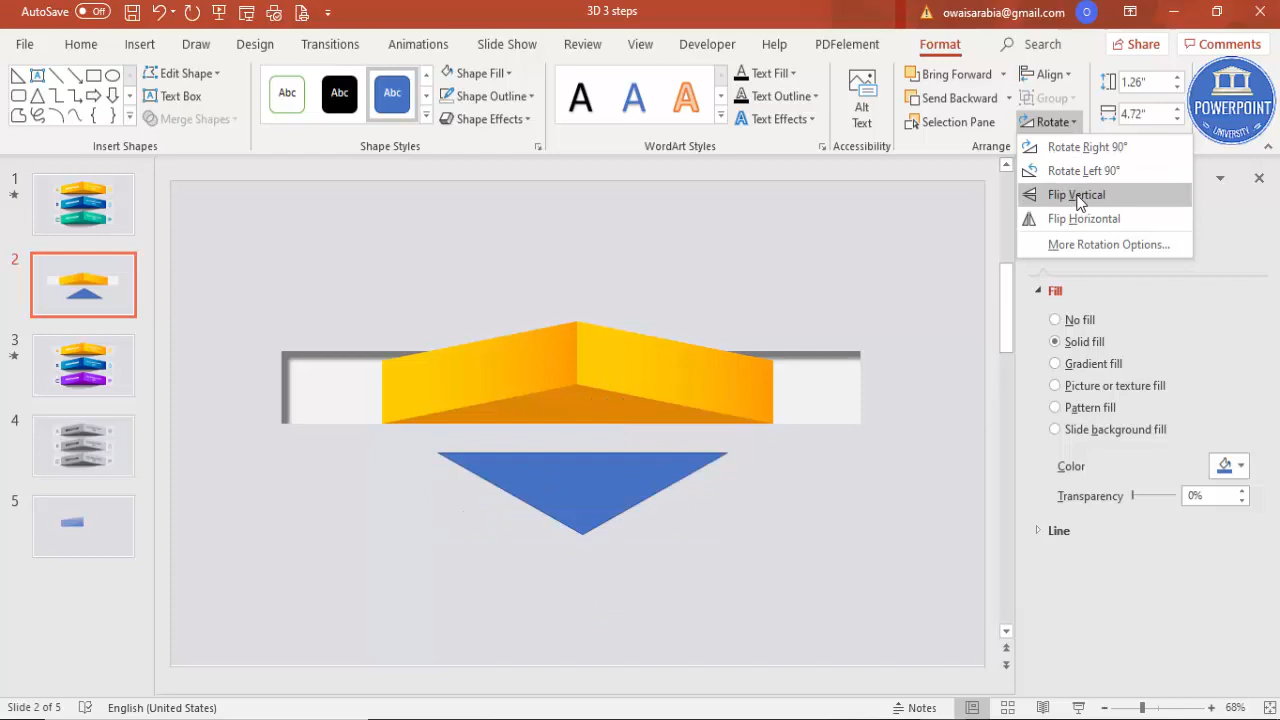 AutoSave Off
3D 3 steps
owaisarabia@gmail.com O
File Home Insert Draw Design Transitions Animations Slide Show Review View Developer Help PDFelement Format Search Share Comments
Edit Shape
Text Box
Merge Shapes
Insert Shapes
Abc Abc Abc
Shape Fill
Shape Outline
Shape Effects
Shape Styles
A A A
Text Fill
Text Outline
Text Effects
WordArt Styles
Alt
Text
Accessibility
Bring Forward
Send Backward
Selection Pane
Align
Group
Rotate
Arrange
1.26"
4.72"
POWERPOINT
UNIVERSITY
Rotate Right 90°
Rotate Left 90°
Flip Vertical
Flip Horizontal
More Rotation Options...
1
2
3
4
5
Fill
No fill
Solid fill
Gradient fill
Picture or texture fill
Pattern fill
Slide background fill
Color
Transparency 0%
Line
Slide 2 of 5
English (United States)
Notes
68%